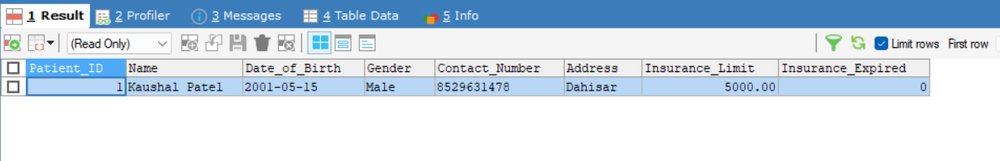 1 Result 2 Profiler 3 Messages 4 Table Data 5 Info
(Read Only) Limit rows First row
Patient_ID Name Date_of_Birth Gender Contact_Number Address Insurance_Limit Insurance_Expired
1 Kaushal Patel 2001-05-15 Male 8529631478 Dahisar 5000.00 0